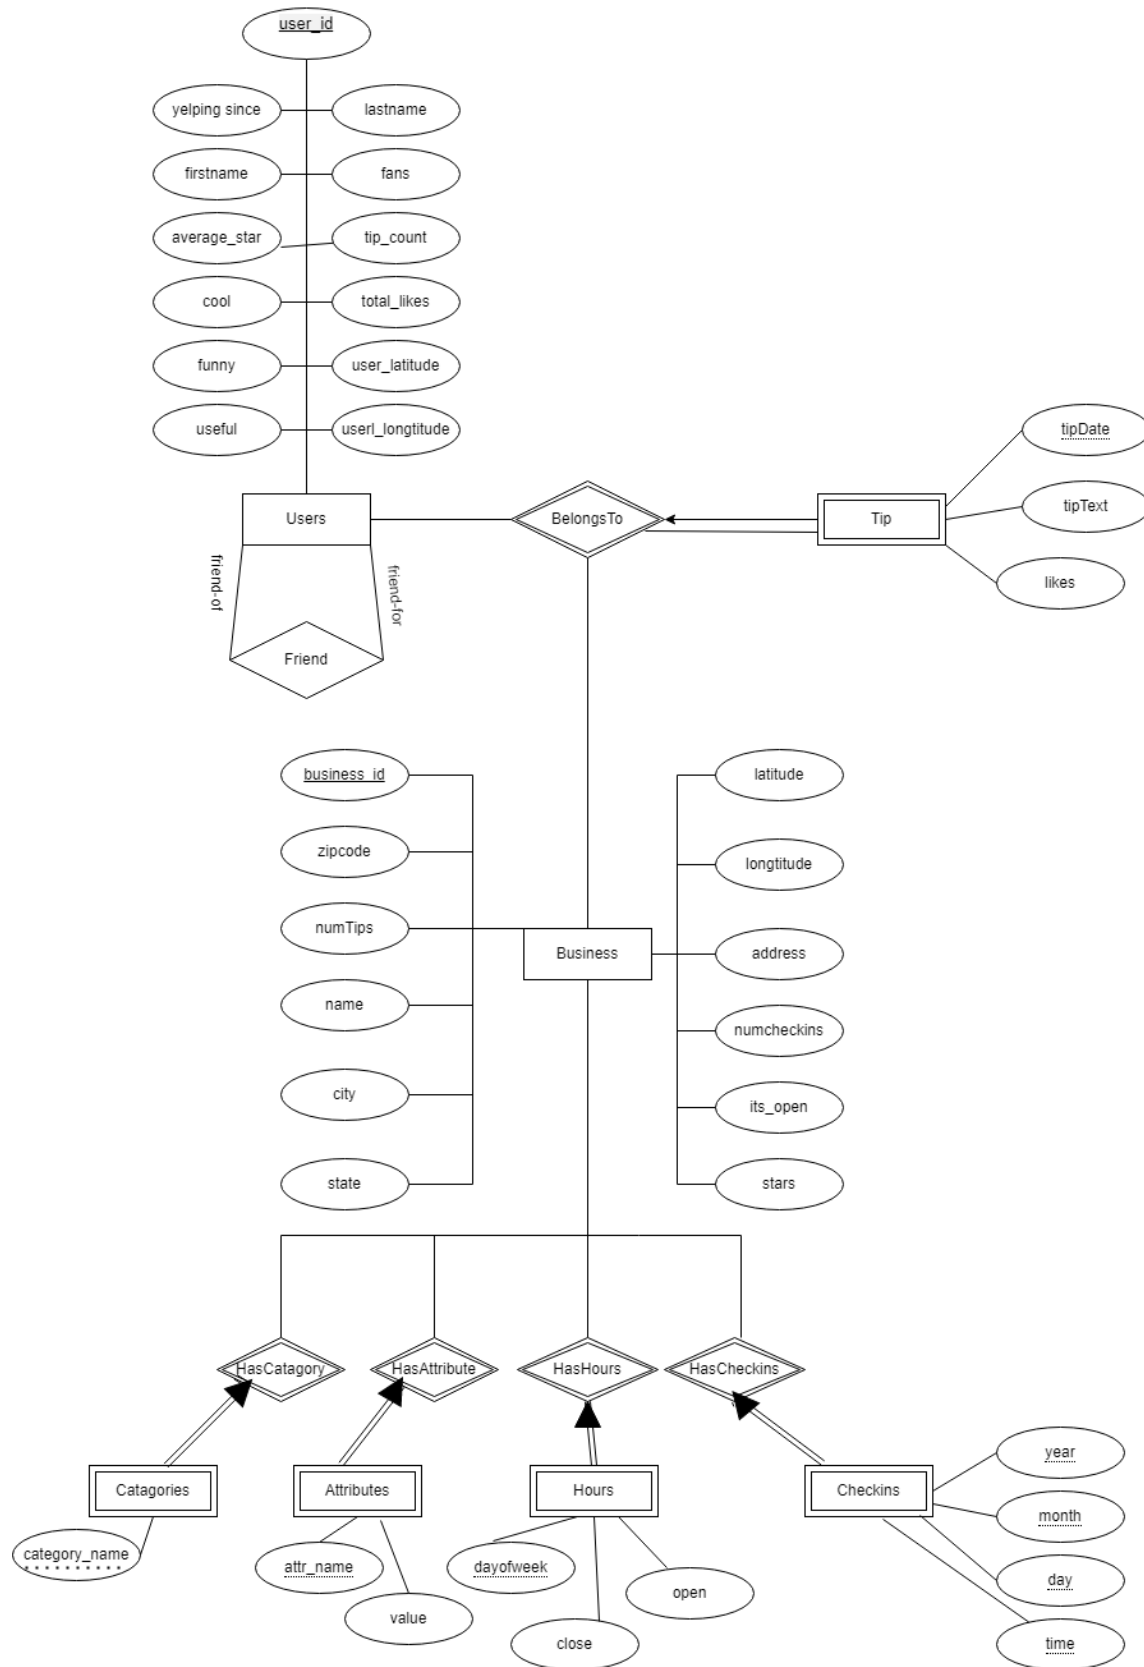 user_id
yelping since
lastname
firstname
fans
average_star
tip_count
cool
total_likes
funny
user_latitude
useful
userl_longtitude
tipDate
tipText
likes
Users
BelongsTo
Tip
friend-of
friend-for
Friend
business_id
latitude
zipcode
longtitude
numTips
Business
address
name
numcheckins
city
its_open
state
stars
HasCatagory
HasAttribute
HasHours
HasCheckins
Catagories
Attributes
Hours
Checkins
year
month
day
time
category_name
attr_name
value
dayofweek
open
close